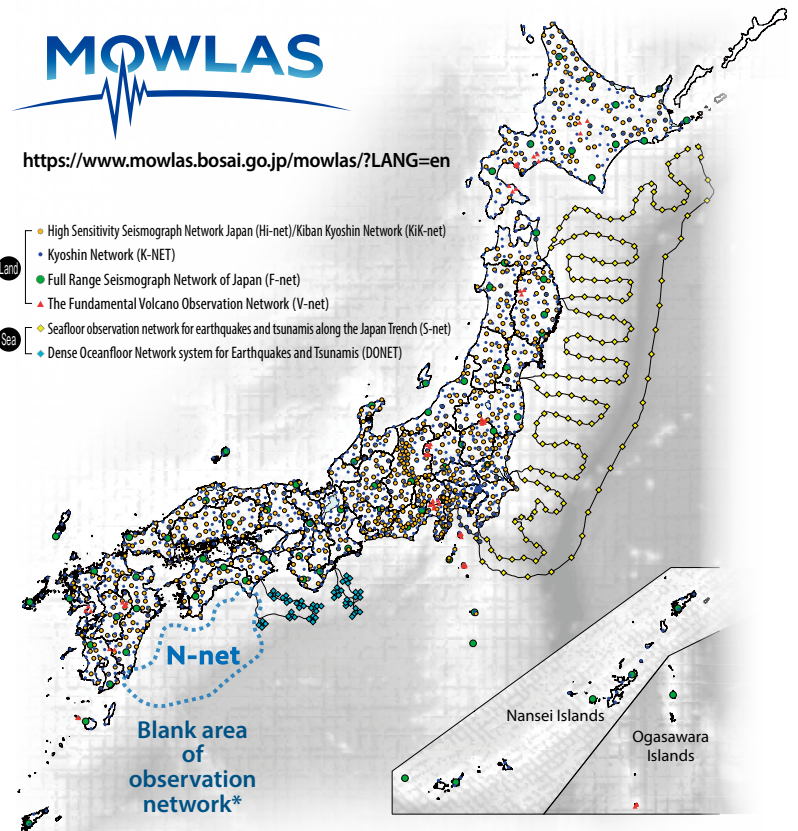 MOWLAS
https://www.mowlas.bosai.go.jp/mowlas/?LANG=en
Land
High Sensitivity Seismograph Network Japan (Hi-net)/Kiban Kyoshin Network (KiK-net)
Kyoshin Network (K-NET)
Full Range Seismograph Network of Japan (F-net)
The Fundamental Volcano Observation Network (V-net)
Sea
Seafloor observation network for earthquakes and tsunamis along the Japan Trench (S-net)
Dense Oceanfloor Network system for Earthquakes and Tsunamis (DONET)
N-net
Blank area
of
observation
network*
Nansei Islands
Ogasawara
Islands